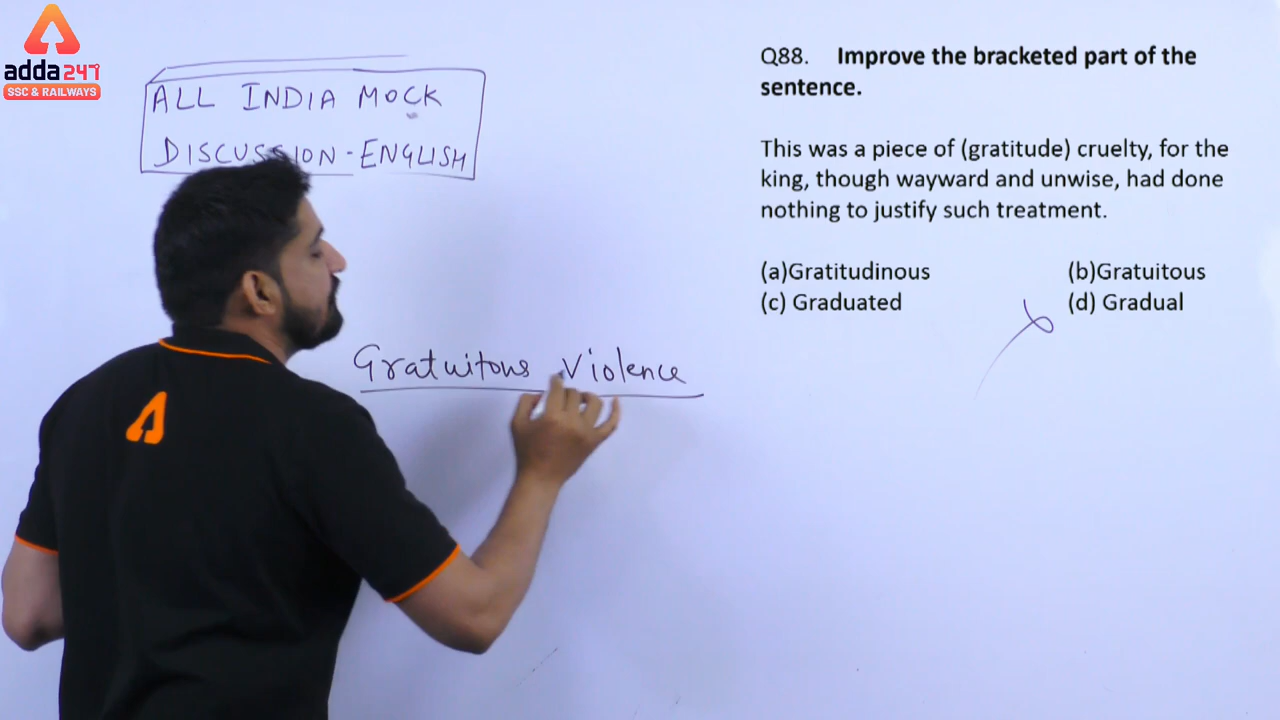 adda247
SSC & RAILWAYS
ALL INDIA MOCK
DISCUSSION - ENGLISH
Gratuitous Violence
Q88. Improve the bracketed part of the
sentence.
This was a piece of (gratitude) cruelty, for the
king, though wayward and unwise, had done
nothing to justify such treatment.
(a)Gratitudinous (b)Gratuitous
(c) Graduated (d) Gradual